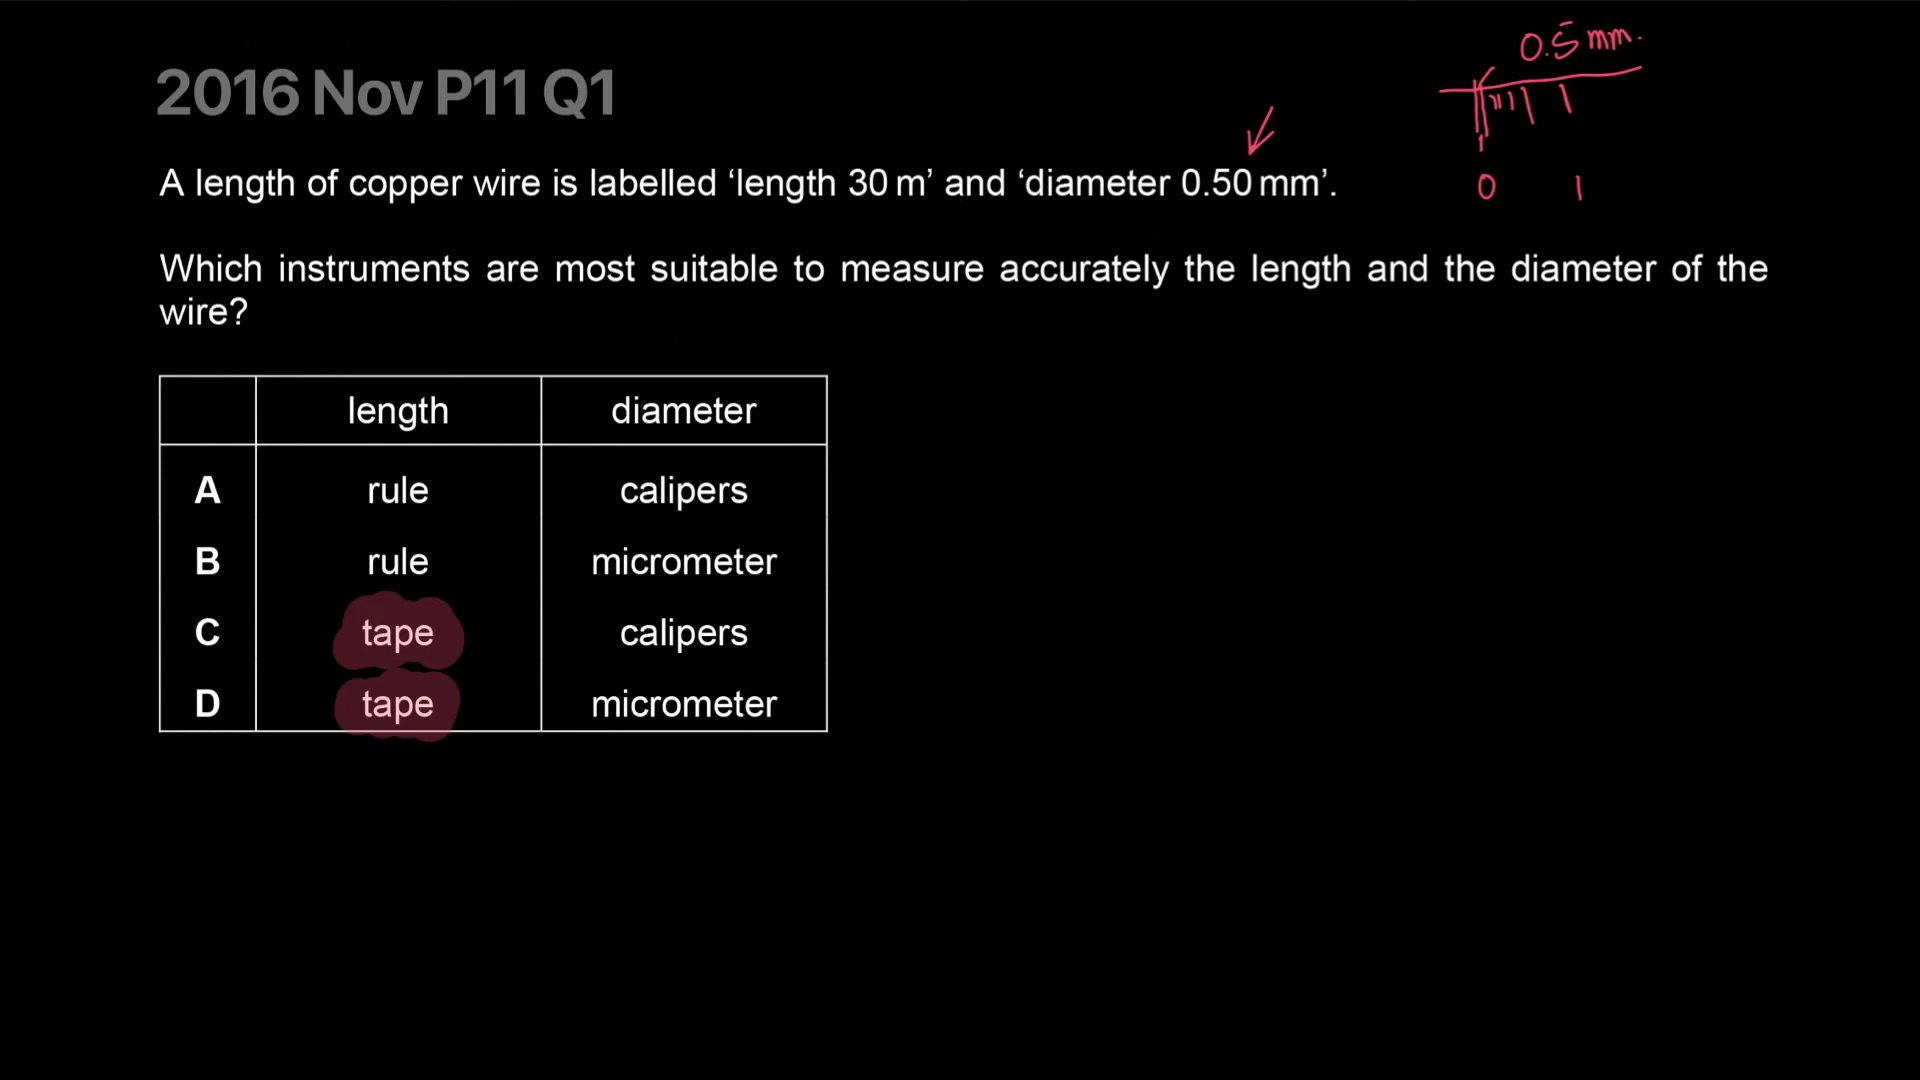 0.5 mm.
2016 Nov P11 Q1
A length of copper wire is labelled ‘length 30 m’ and ‘diameter 0.50 mm’.
0 1
Which instruments are most suitable to measure accurately the length and the diameter of the
wire?
length diameter
A rule calipers
B rule micrometer
C tape calipers
D tape micrometer